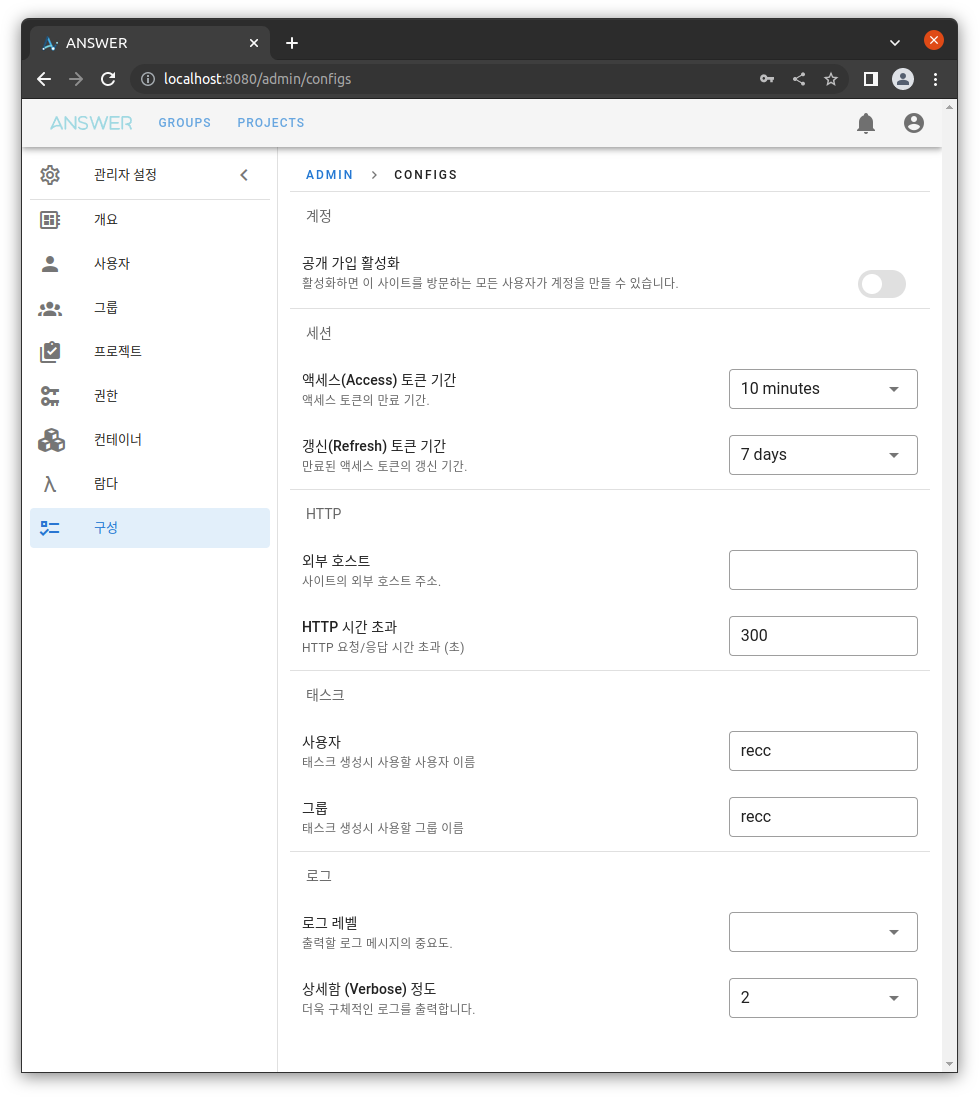 ANSWER
localhost:8080/admin/configs
ANSWER GROUPS PROJECTS
관리자 설정
개요
사용자
그룹
프로젝트
권한
컨테이너
람다
구성
ADMIN > CONFIGS
계정
공개 가입 활성화
활성화하면 이 사이트를 방문하는 모든 사용자가 계정을 만들 수 있습니다.
세션
액세스(Access) 토큰 기간
액세스 토큰의 만료 기간.
10 minutes
갱신(Refresh) 토큰 기간
만료된 액세스 토큰의 갱신 기간.
7 days
HTTP
외부 호스트
사이트의 외부 호스트 주소.
HTTP 시간 초과
HTTP 요청/응답 시간 초과 (초)
300
태스크
사용자
태스크 생성시 사용할 사용자 이름
recc
그룹
태스크 생성시 사용할 그룹 이름
recc
로그
로그 레벨
출력할 로그 메시지의 중요도.
상세함 (Verbose) 정도
더욱 구체적인 로그를 출력합니다.
2